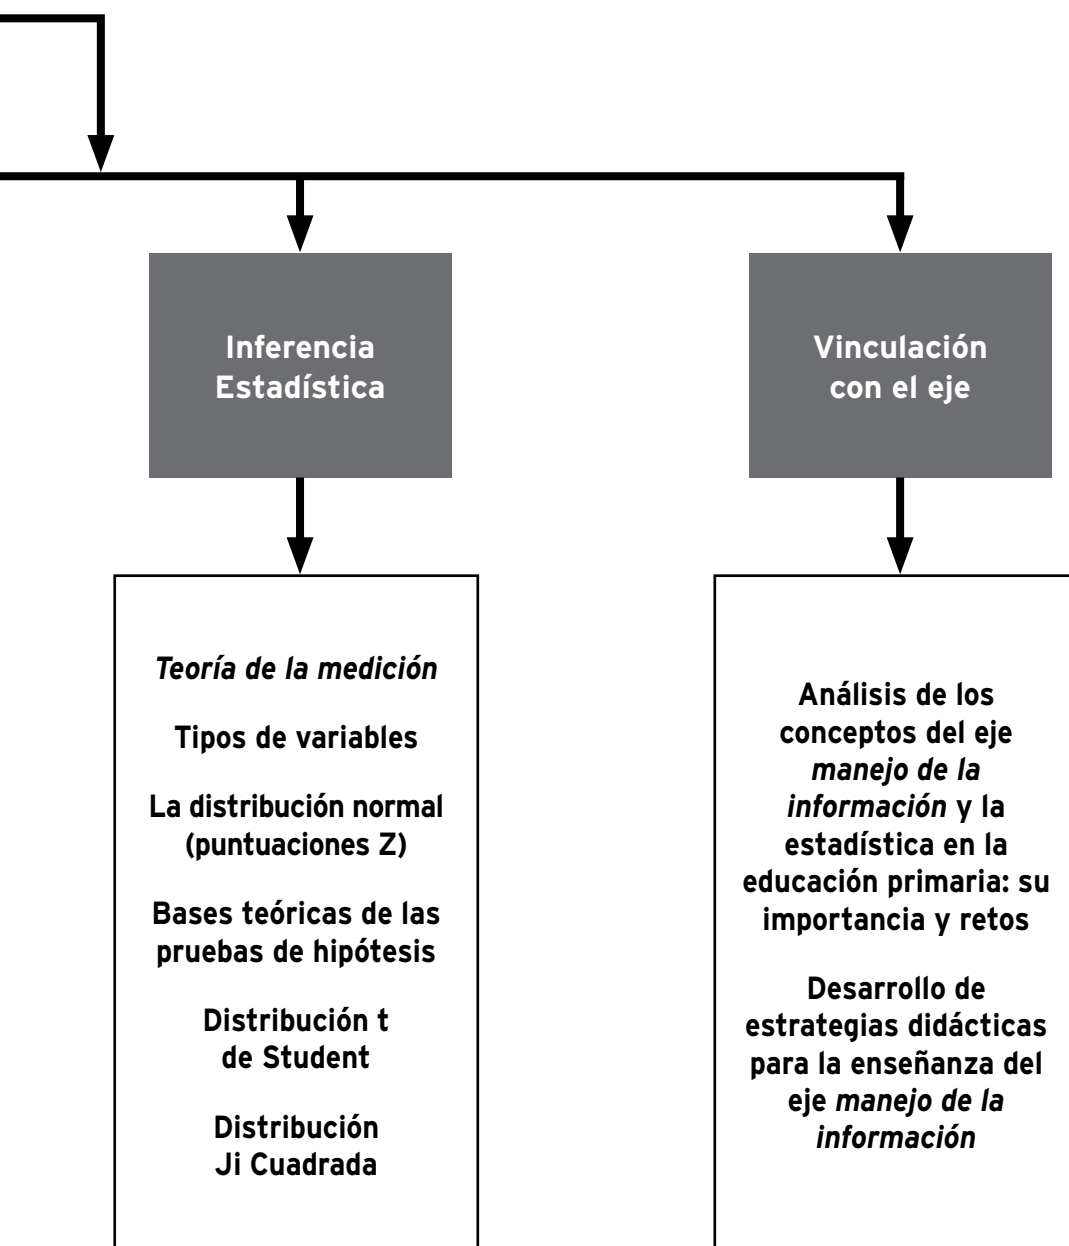 Inferencia
Estadística
Teoría de la medición
Tipos de variables
La distribución normal
(puntuaciones Z)
Bases teóricas de las
pruebas de hipótesis
Distribución t
de Student
Distribución
Ji Cuadrada
Vinculación
con el eje
Análisis de los
conceptos del eje
manejo de la
información y la
estadística en la
educación primaria: su
importancia y retos
Desarrollo de
estrategias didácticas
para la enseñanza del
eje manejo de la
información